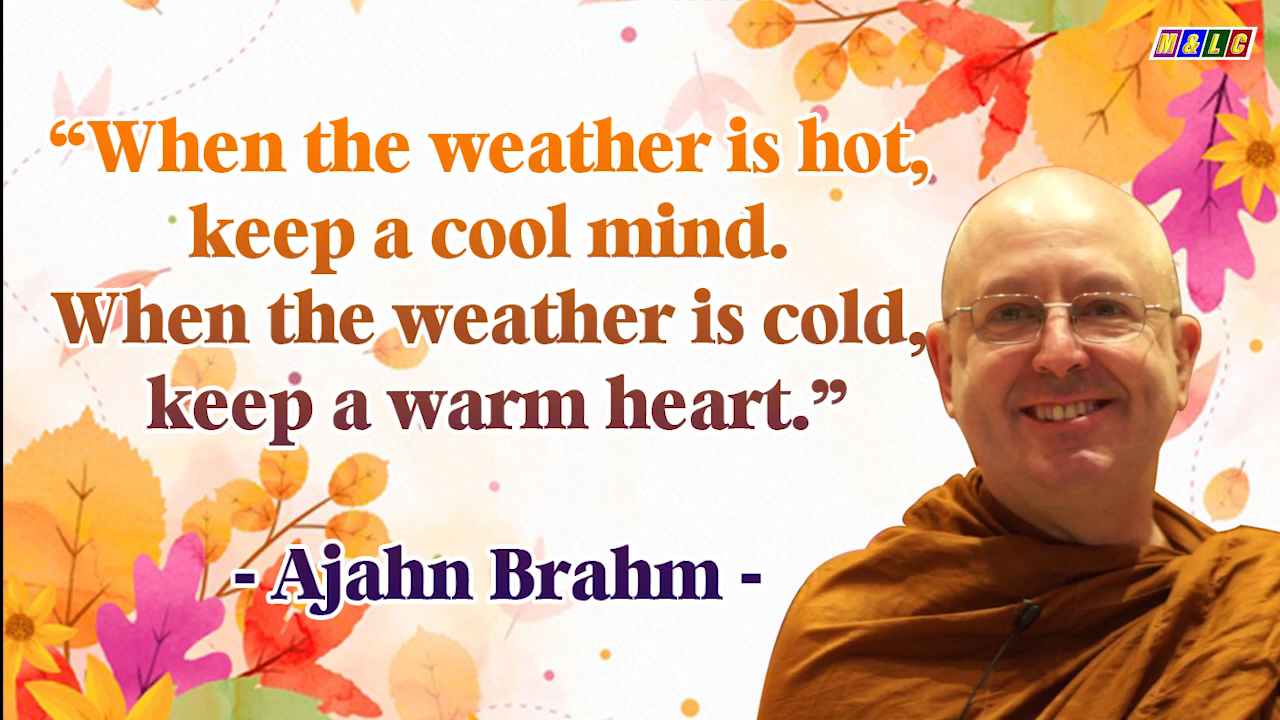 M&LC
“When the weather is hot,
keep a cool mind.
When the weather is cold,
keep a warm heart.”
- Ajahn Brahm -